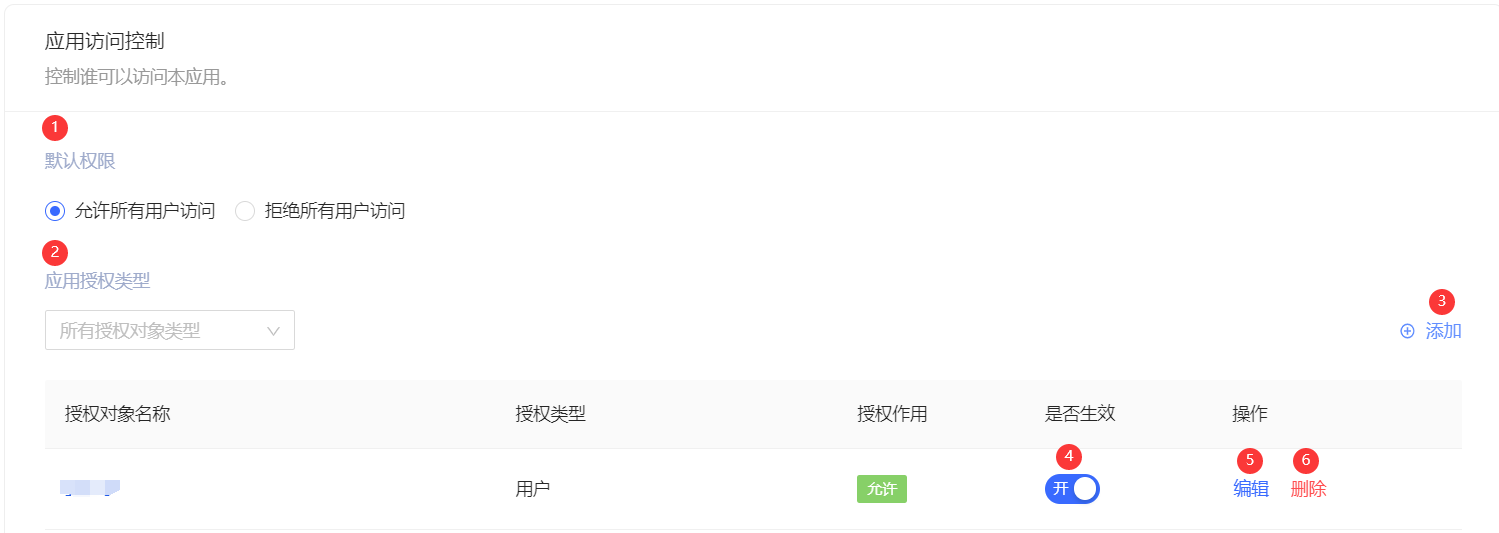 应用访问控制
控制谁可以访问本应用。
1
默认权限
允许所有用户访问 拒绝所有用户访问
2
应用授权类型
3
所有授权对象类型 添加
授权对象名称 授权类型 授权作用 是否生效 操作
4 5 6
用户 允许 开 编辑 删除